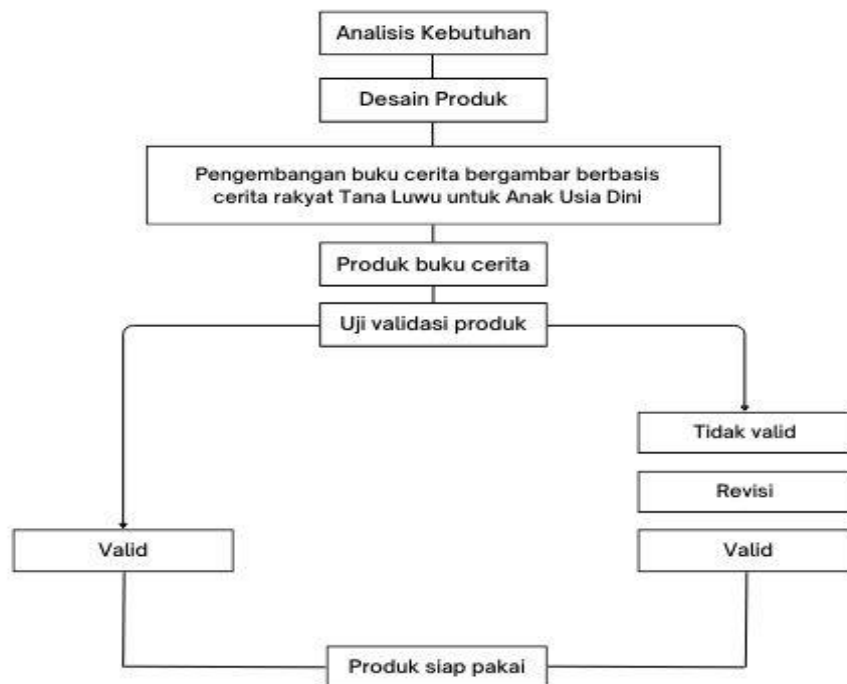 Analisis Kebutuhan
Desain Produk
Pengembangan buku cerita bergambar berbasis
cerita rakyat Tana Luwu untuk Anak Usia Dini
Produk buku cerita
Uji validasi produk
Tidak valid
Revisi
Valid
Valid
Produk siap pakai